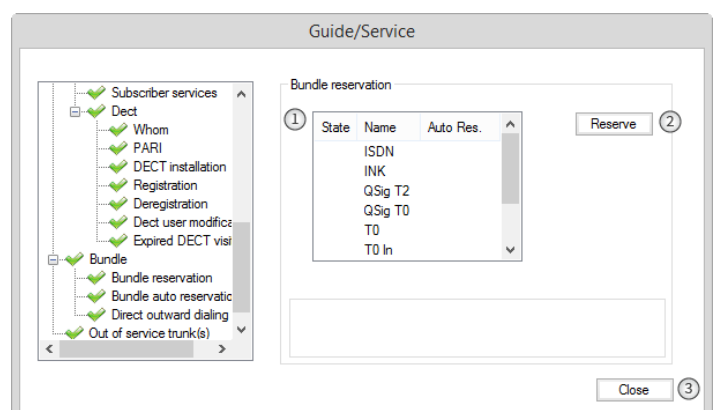 Guide/Service
Subscriber services
Dect
Whom
PARI
DECT installation
Registration
Deregistration
Dect user modifica
Expired DECT visi
Bundle
Bundle reservation
Bundle auto reservatic
Direct outward dialing
Out of service trunk(s)
Bundle reservation
1
State Name Auto Res.
ISDN
INK
QSig T2
QSig T0
T0
T0 In
Reserve 2
Close 3